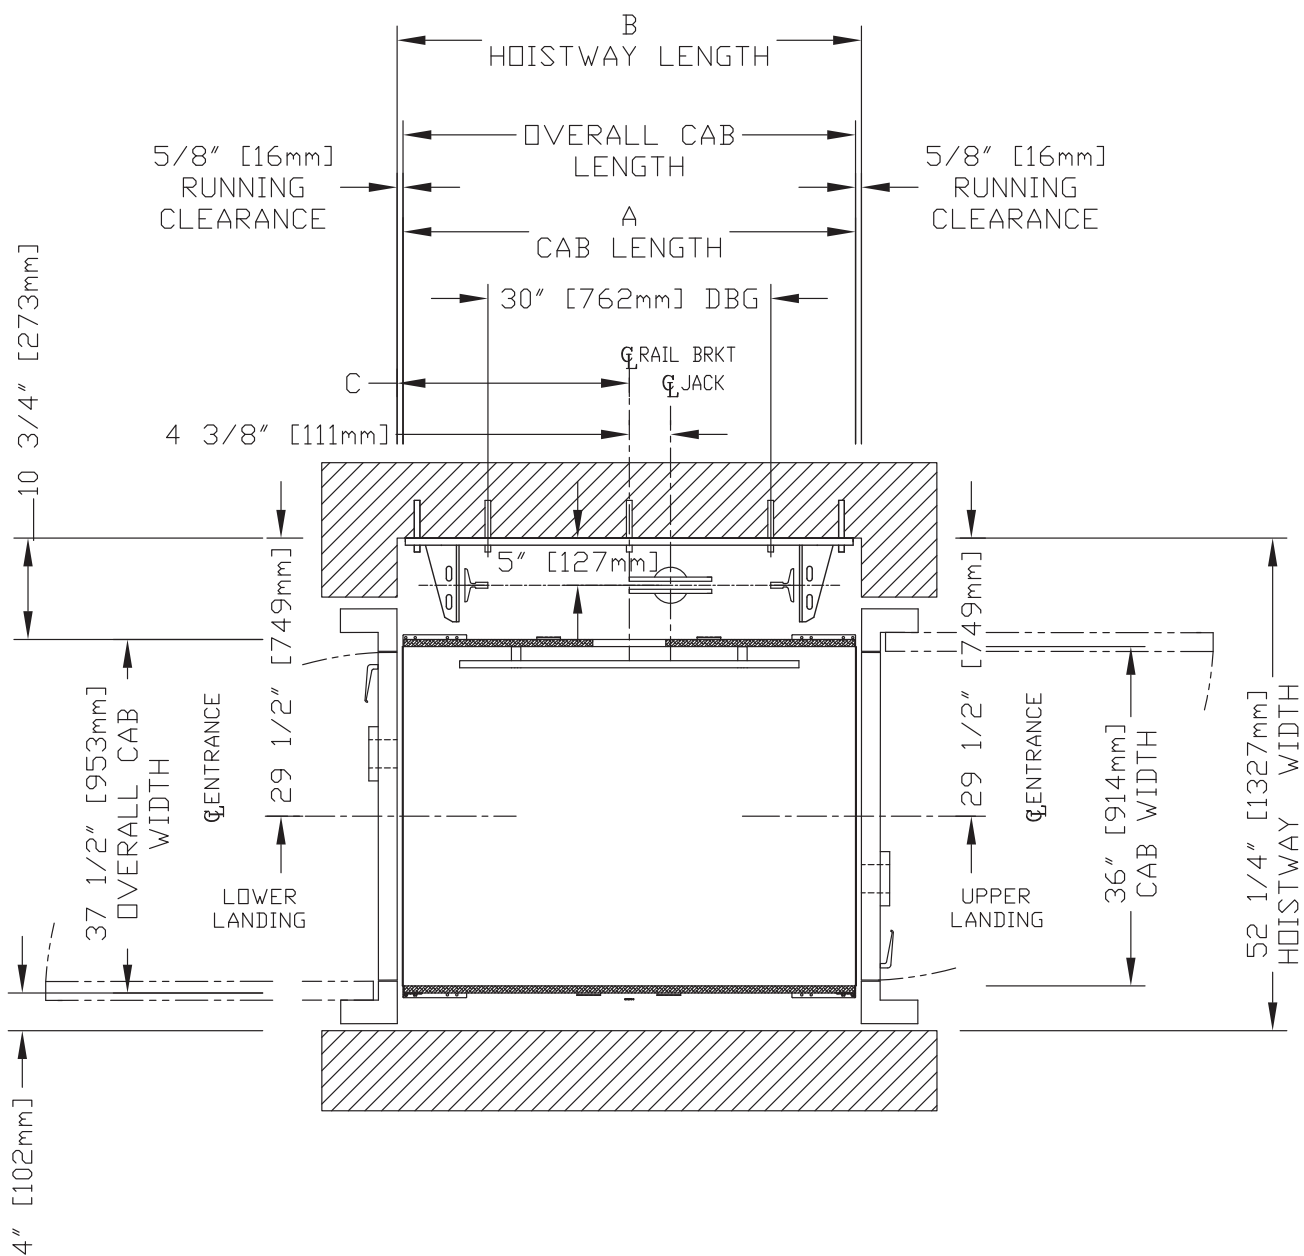 B
HOISTWAY LENGTH
OVERALL CAB
LENGTH
5/8" [16mm]
RUNNING
CLEARANCE
5/8" [16mm]
RUNNING
CLEARANCE
A
CAB LENGTH
30" [762mm] DBG
℄ RAIL BRKT
℄ JACK
C
4 3/8" [111mm]
10 3/4" [273mm]
5" [127mm]
29 1/2" [749mm]
29 1/2" [749mm]
37 1/2" [953mm]
OVERALL CAB
WIDTH
℄ ENTRANCE
℄ ENTRANCE
36" [914mm]
CAB WIDTH
52 1/4" [1327mm]
HOISTWAY WIDTH
LOWER
LANDING
UPPER
LANDING
4" [102mm]